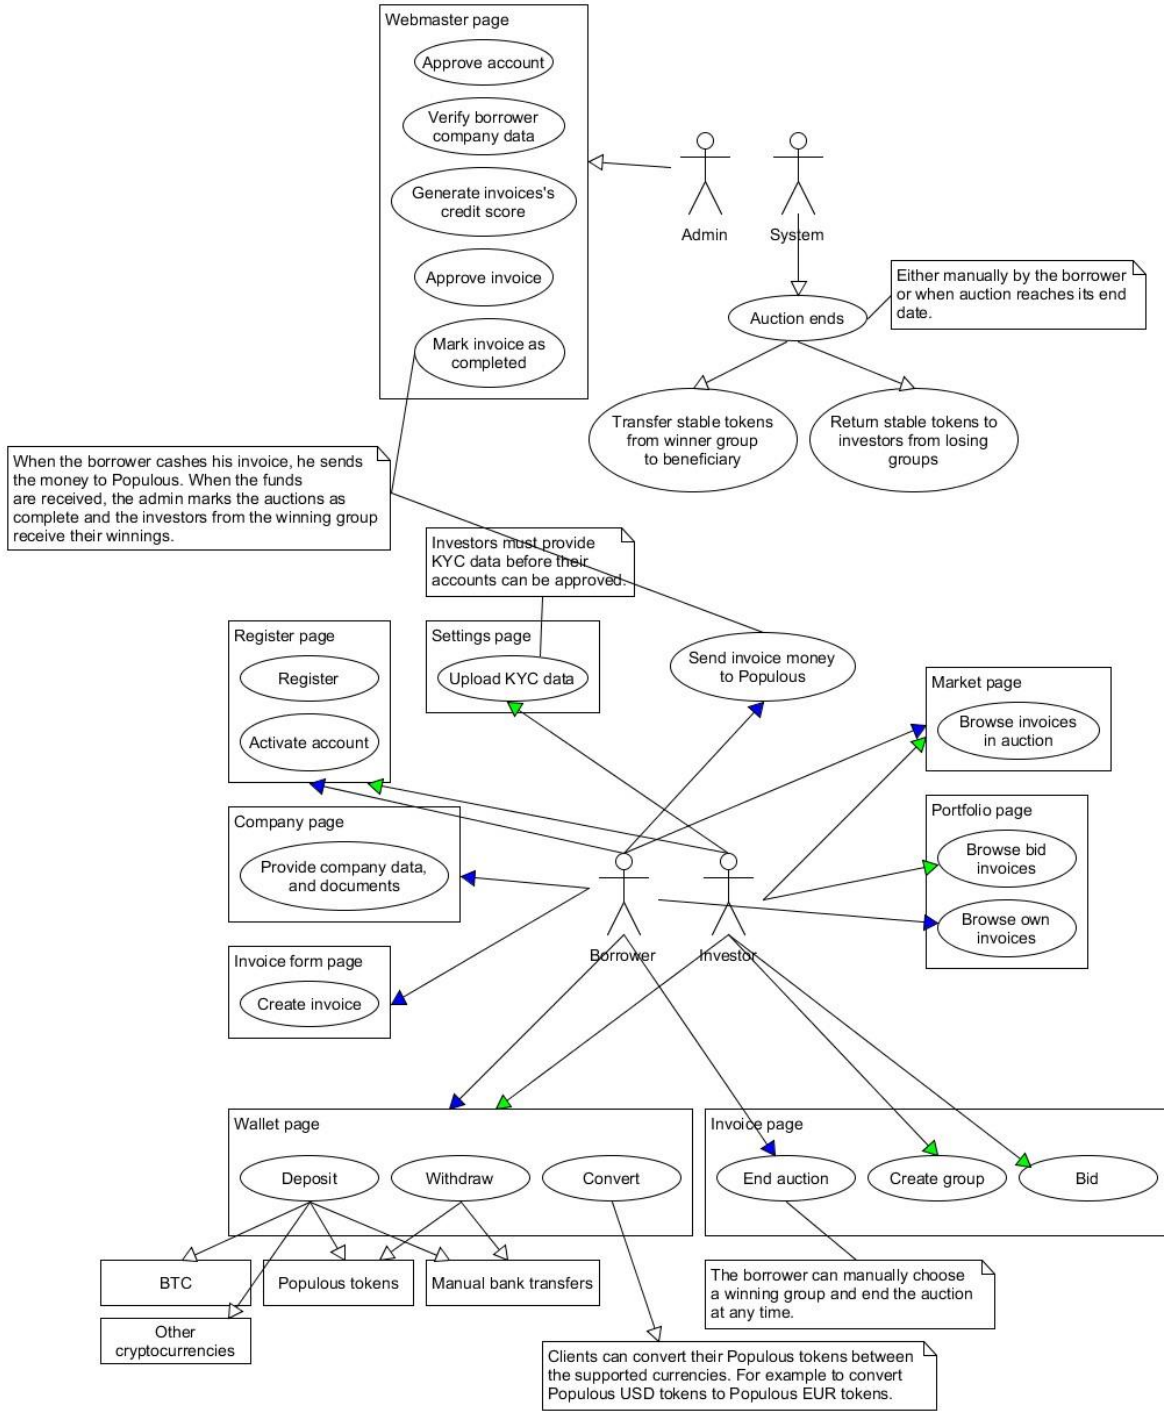 Webmaster page
Approve account
Verify borrower
company data
Generate invoices's
credit score
Approve invoice
Mark invoice as
completed
Admin
System
Either manually by the borrower
or when auction reaches its end
date.
Auction ends
Transfer stable tokens
from winner group
to beneficiary
Return stable tokens to
investors from losing
groups
When the borrower cashes his invoice, he sends
the money to Populous. When the funds
are received, the admin marks the auctions as
complete and the investors from the winning group
receive their winnings.
Investors must provide
KYC data before their
accounts can be approved.
Register page
Register
Activate account
Settings page
Upload KYC data
Send invoice money
to Populous
Market page
Browse invoices
in auction
Company page
Provide company data,
and documents
Portfolio page
Browse bid
invoices
Browse own
invoices
Borrower
Investor
Invoice form page
Create invoice
Wallet page
Deposit
Withdraw
Convert
Invoice page
End auction
Create group
Bid
BTC
Populous tokens
Manual bank transfers
Other
cryptocurrencies
The borrower can manually choose
a winning group and end the auction
at any time.
Clients can convert their Populous tokens between
the supported currencies. For example to convert
Populous USD tokens to Populous EUR tokens.